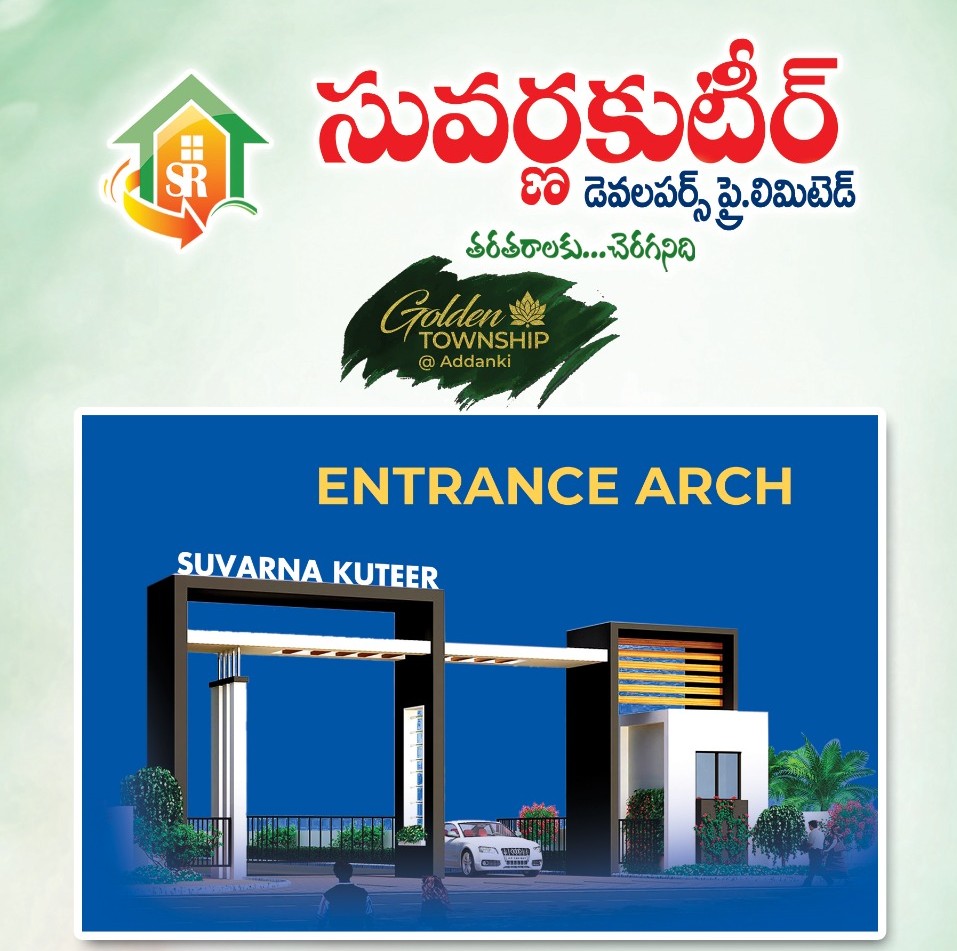 సువర్ణకుటీర్
SR
డెవలపర్స్ ప్రై.లిమిటెడ్
తరతరాలకు...చెరగనిది
Golden
TOWNSHIP
@ Addanki
ENTRANCE ARCH
SUVARNA KUTEER